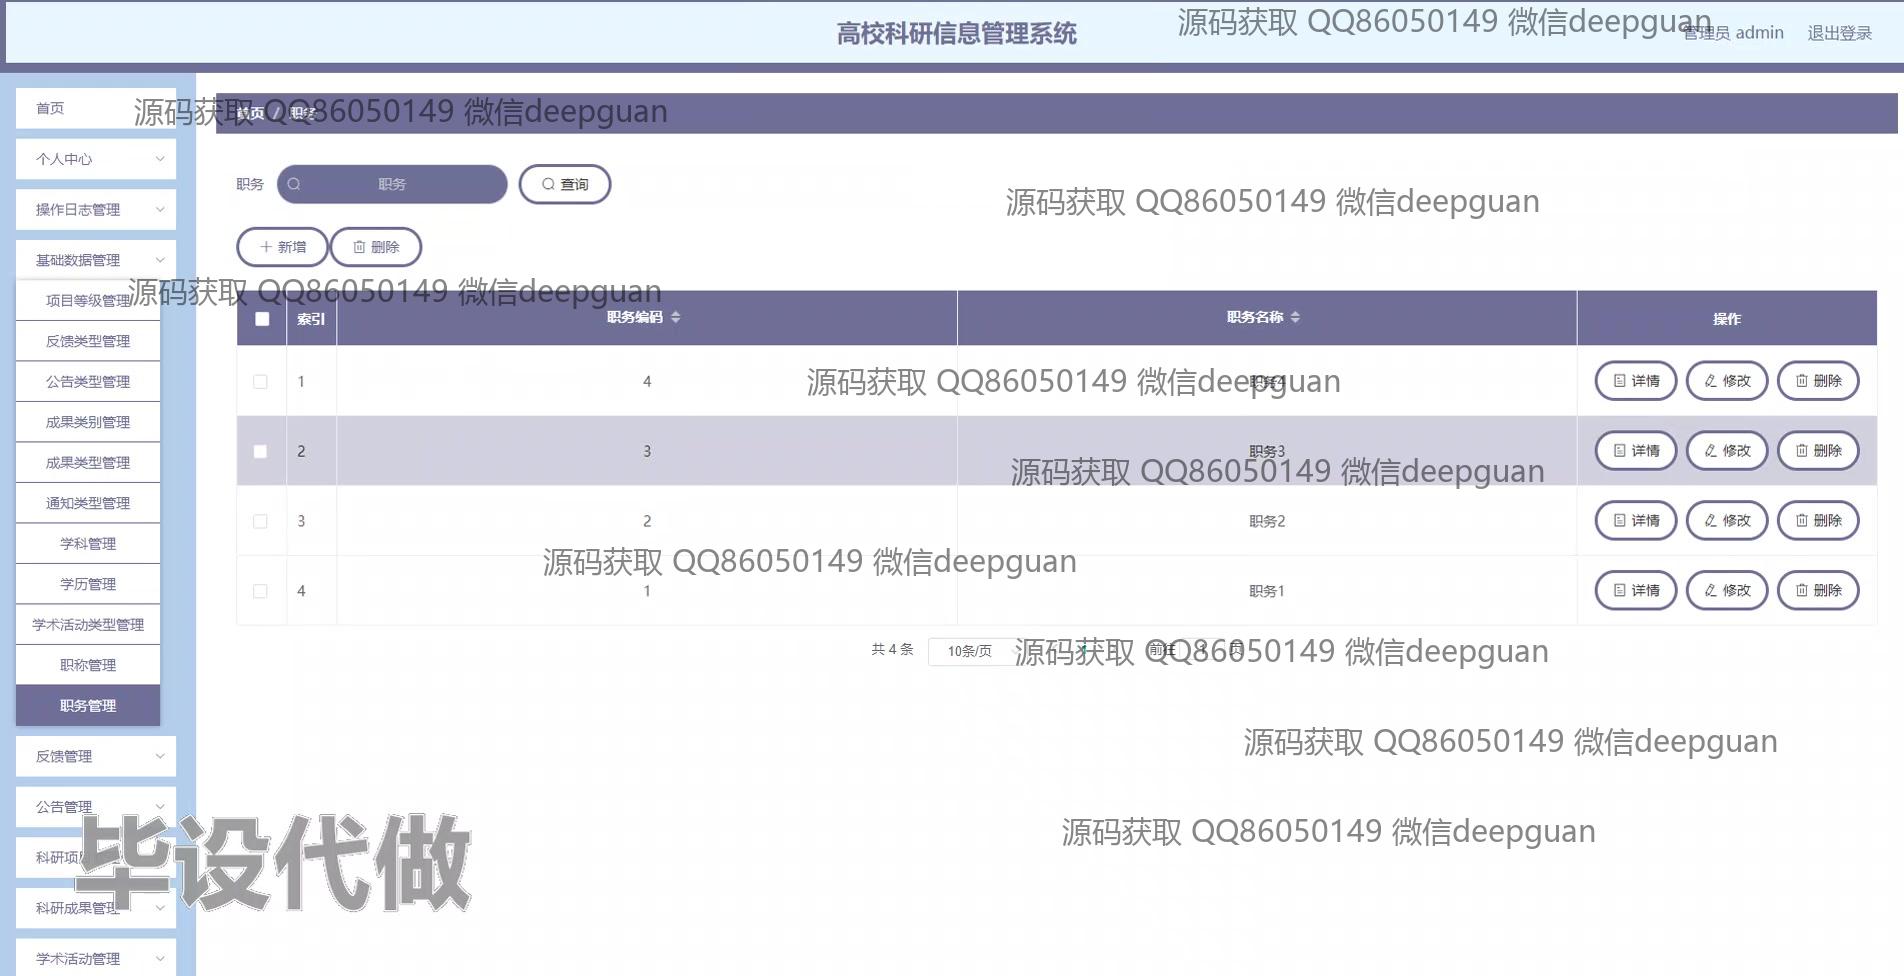 高校科研信息管理系统
源码获取 QQ86050149 微信deepguan
管理员 admin
退出登录
首页
源码获取 QQ86050149 微信deepguan
首页 / 职务
个人中心
职务
职务
查询
源码获取 QQ86050149 微信deepguan
操作日志管理
新增
删除
基础数据管理
源码获取 QQ86050149 微信deepguan
项目等级管理
索引
职务编码
职务名称
操作
反馈类型管理
公告类型管理
1
4
职务4
详情
修改
删除
源码获取 QQ86050149 微信deepguan
成果类别管理
2
3
职务3
详情
修改
删除
源码获取 QQ86050149 微信deepguan
成果类型管理
通知类型管理
3
2
职务2
详情
修改
删除
学科管理
源码获取 QQ86050149 微信deepguan
学历管理
4
1
职务1
详情
修改
删除
学术活动类型管理
共 4 条
10条/页
前往
1
页
源码获取 QQ86050149 微信deepguan
职称管理
职务管理
反馈管理
源码获取 QQ86050149 微信deepguan
公告管理
源码获取 QQ86050149 微信deepguan
毕设代做
科研项
科研成果管理
学术活动管理